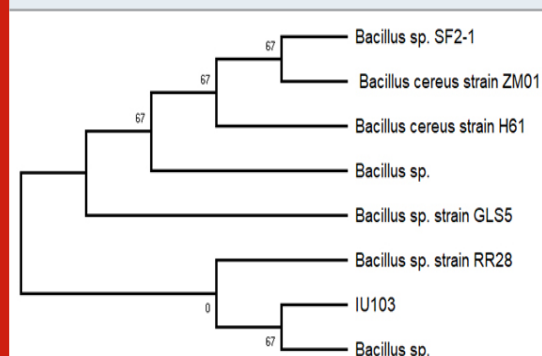 67
Bacillus sp. SF2-1
67
Bacillus cereus strain ZM01
67
Bacillus cereus strain H61
Bacillus sp.
Bacillus sp. strain GLS5
Bacillus sp. strain RR28
0
IU103
67
Bacillus sp.